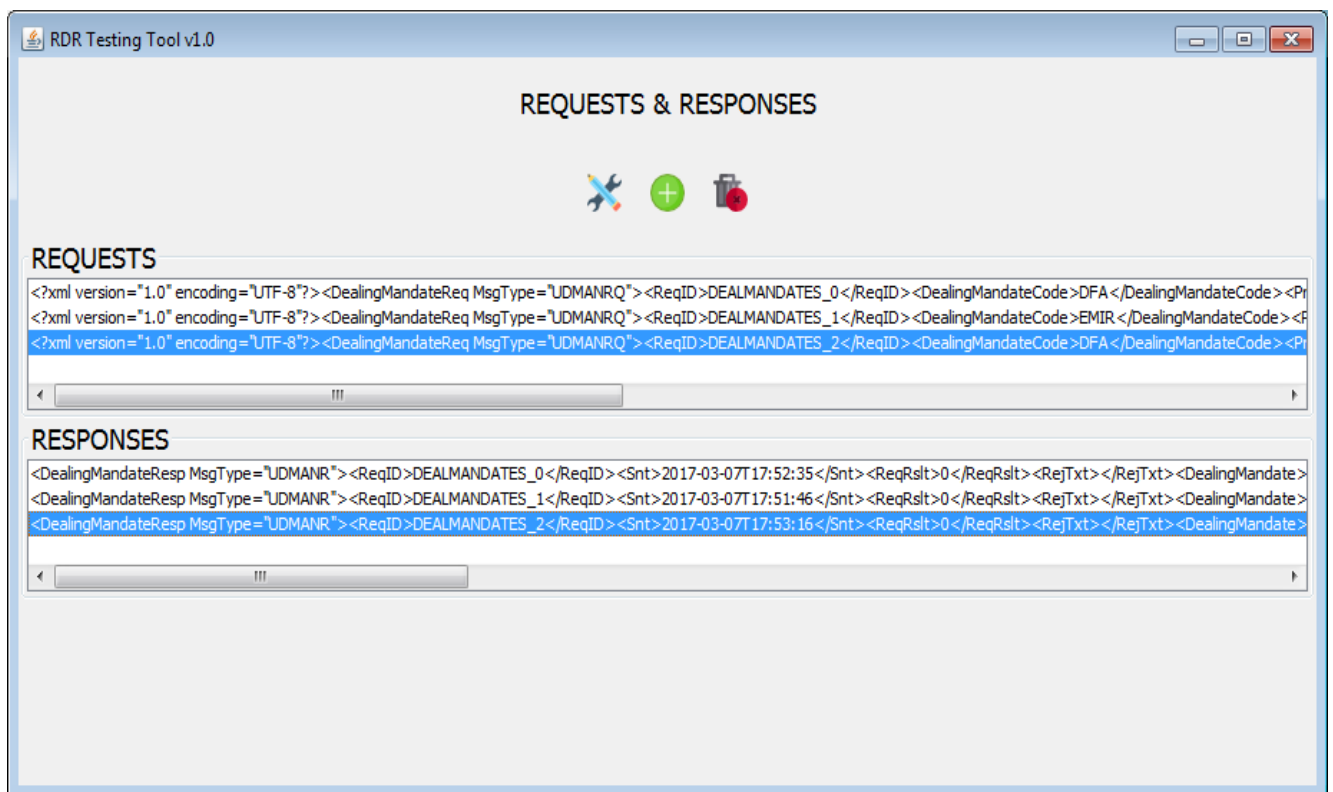 RDR Testing Tool v1.0
REQUESTS & RESPONSES
REQUESTS
<?xml version="1.0" encoding="UTF-8"?><DealingMandateReq MsgType="UDMANRQ"><ReqID>DEALMANDATES_0</ReqID><DealingMandateCode>DFA</DealingMandateCode><Pr
<?xml version="1.0" encoding="UTF-8"?><DealingMandateReq MsgType="UDMANRQ"><ReqID>DEALMANDATES_1</ReqID><DealingMandateCode>EMIR</DealingMandateCode><P
<?xml version="1.0" encoding="UTF-8"?><DealingMandateReq MsgType="UDMANRQ"><ReqID>DEALMANDATES_2</ReqID><DealingMandateCode>DFA</DealingMandateCode><Pr
RESPONSES
<DealingMandateResp MsgType="UDMANR"><ReqID>DEALMANDATES_0</ReqID><Snt>2017-03-07T17:52:35</Snt><ReqRslt>0</ReqRslt><RejTxt></RejTxt><DealingMandate>
<DealingMandateResp MsgType="UDMANR"><ReqID>DEALMANDATES_1</ReqID><Snt>2017-03-07T17:51:46</Snt><ReqRslt>0</ReqRslt><RejTxt></RejTxt><DealingMandate>
<DealingMandateResp MsgType="UDMANR"><ReqID>DEALMANDATES_2</ReqID><Snt>2017-03-07T17:53:16</Snt><ReqRslt>0</ReqRslt><RejTxt></RejTxt><DealingMandate>